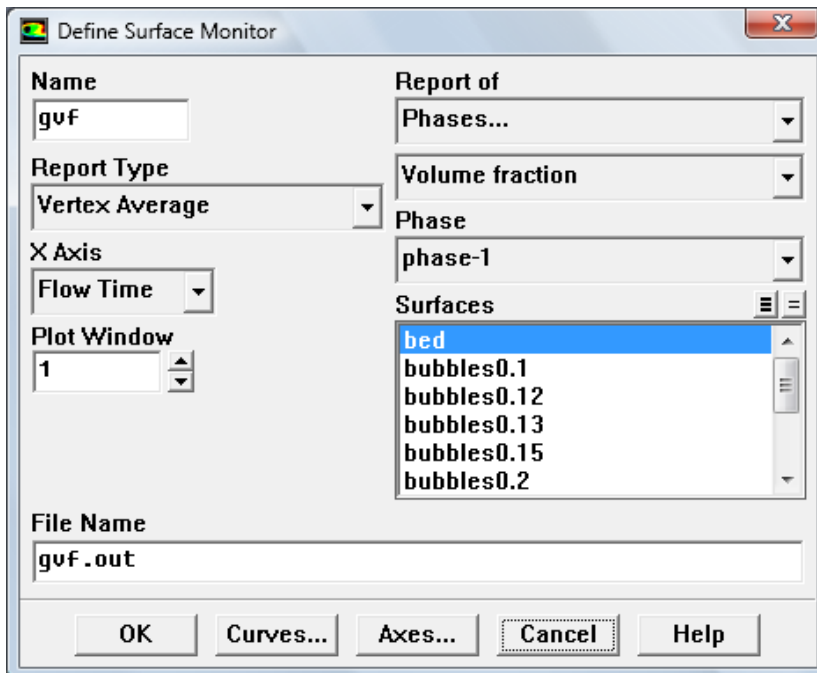 Define Surface Monitor
Name
gvf
Report Type
Vertex Average
X Axis
Flow Time
Plot Window
1
Report of
Phases...
Volume fraction
Phase
phase-1
Surfaces
bed
bubbles0.1
bubbles0.12
bubbles0.13
bubbles0.15
bubbles0.2
File Name
gvf.out
OK Curves... Axes... Cancel Help